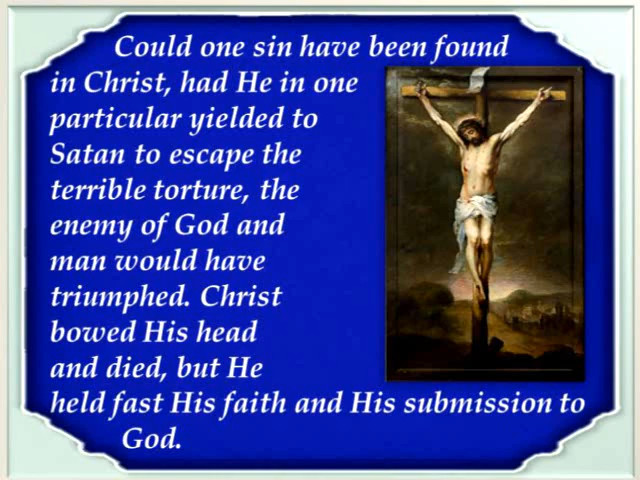 Could one sin have been found
in Christ, had He in one
particular yielded to
Satan to escape the
terrible torture, the
enemy of God and
man would have
triumphed. Christ
bowed His head
and died, but He
held fast His faith and His submission to
God.